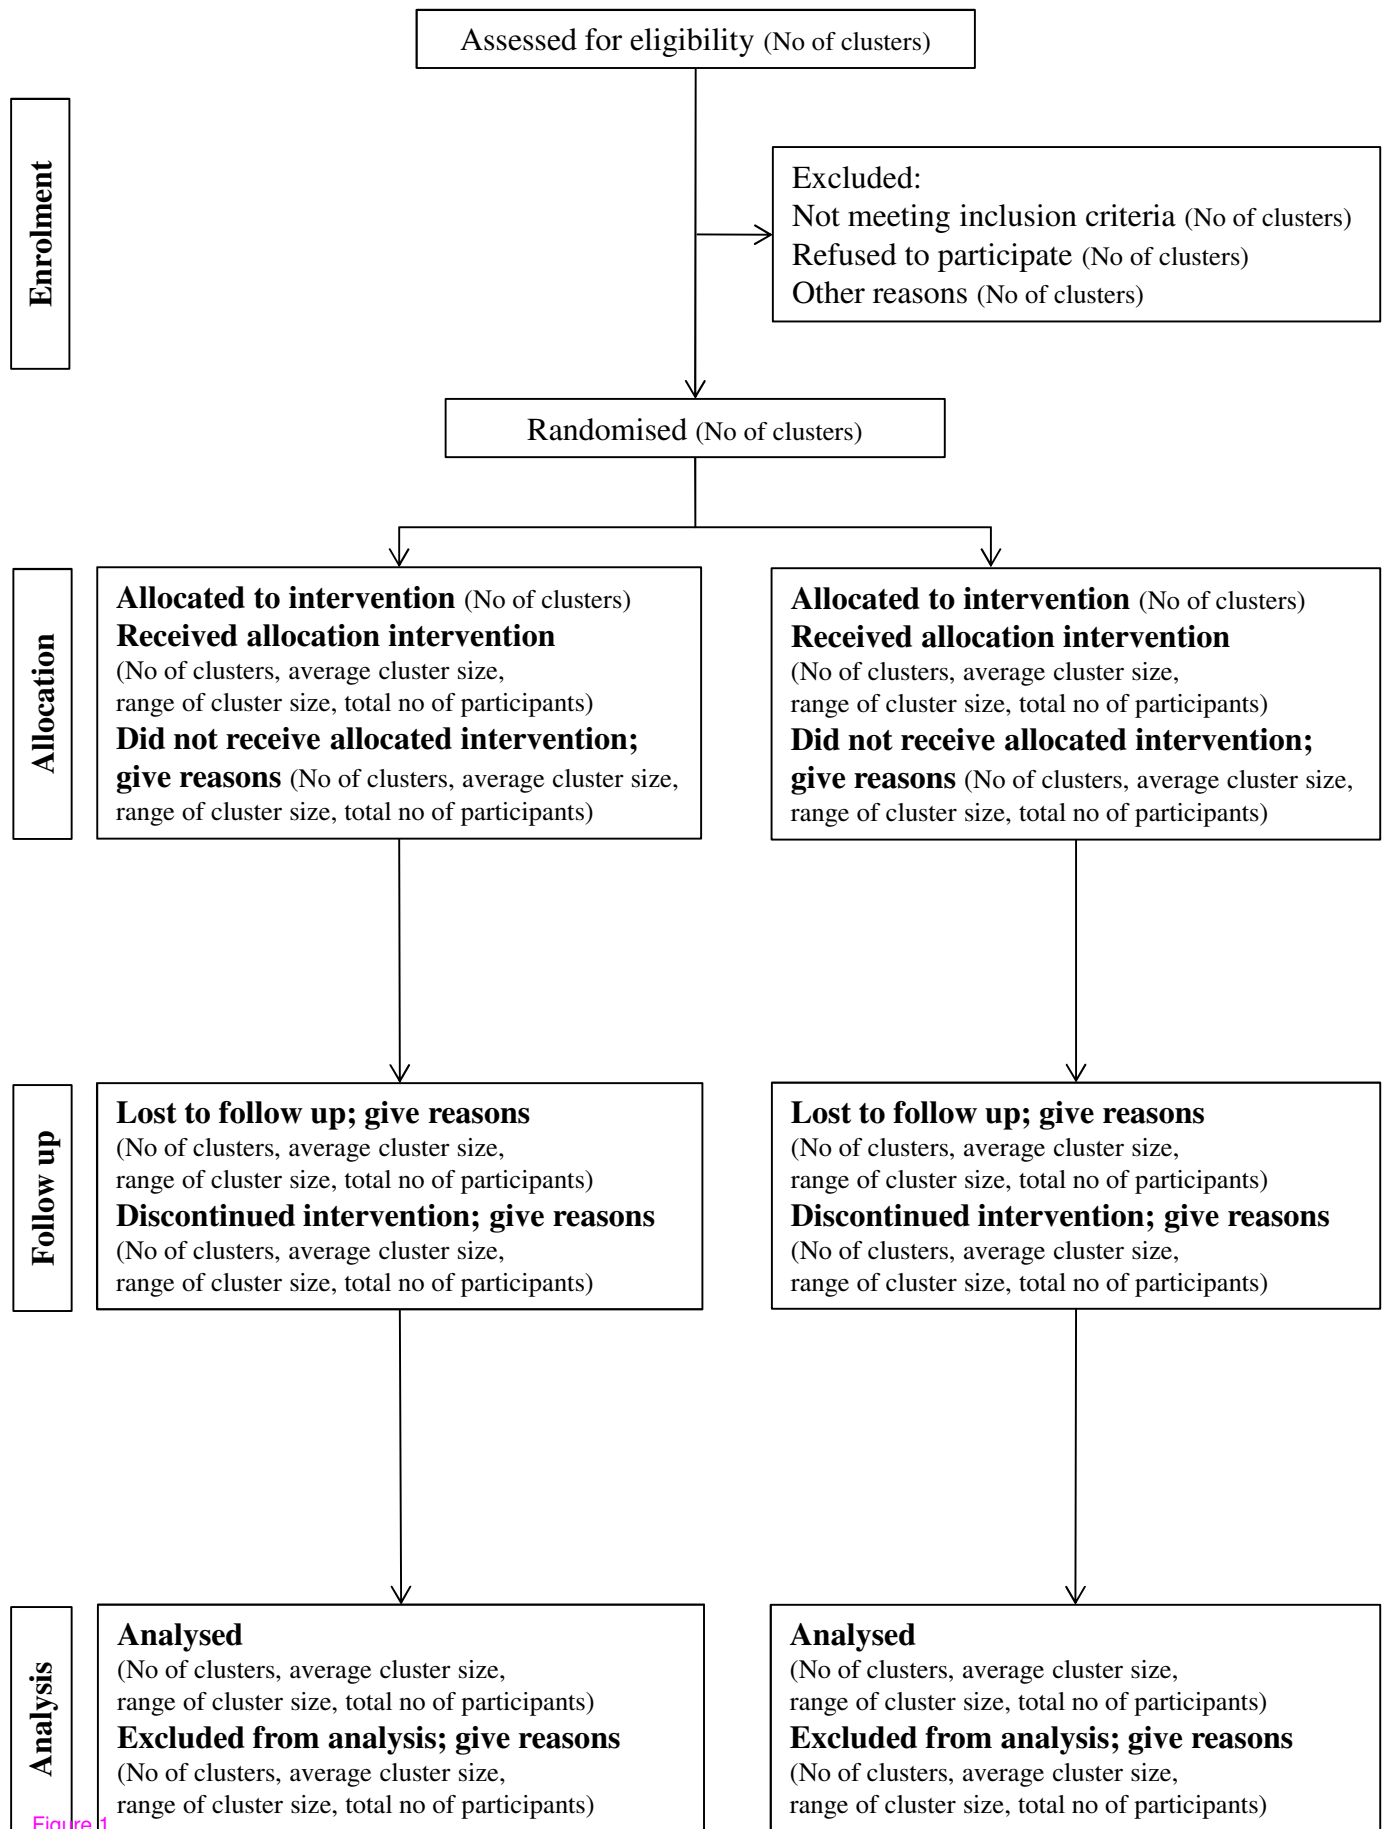 Assessed for eligibility (No of clusters)
Enrolment
Excluded:
Not meeting inclusion criteria (No of clusters)
Refused to participate (No of clusters)
Other reasons (No of clusters)
Randomised (No of clusters)
Allocation
Allocated to intervention (No of clusters)
Received allocation intervention
(No of clusters, average cluster size,
range of cluster size, total no of participants)
Did not receive allocated intervention;
give reasons (No of clusters, average cluster size,
range of cluster size, total no of participants)
Allocated to intervention (No of clusters)
Received allocation intervention
(No of clusters, average cluster size,
range of cluster size, total no of participants)
Did not receive allocated intervention;
give reasons (No of clusters, average cluster size,
range of cluster size, total no of participants)
Follow up
Lost to follow up; give reasons
(No of clusters, average cluster size,
range of cluster size, total no of participants)
Discontinued intervention; give reasons
(No of clusters, average cluster size,
range of cluster size, total no of participants)
Lost to follow up; give reasons
(No of clusters, average cluster size,
range of cluster size, total no of participants)
Discontinued intervention; give reasons
(No of clusters, average cluster size,
range of cluster size, total no of participants)
Analysis
Analysed
(No of clusters, average cluster size,
range of cluster size, total no of participants)
Excluded from analysis; give reasons
(No of clusters, average cluster size,
range of cluster size, total no of participants)
Analysed
(No of clusters, average cluster size,
range of cluster size, total no of participants)
Excluded from analysis; give reasons
(No of clusters, average cluster size,
range of cluster size, total no of participants)
Figure 1